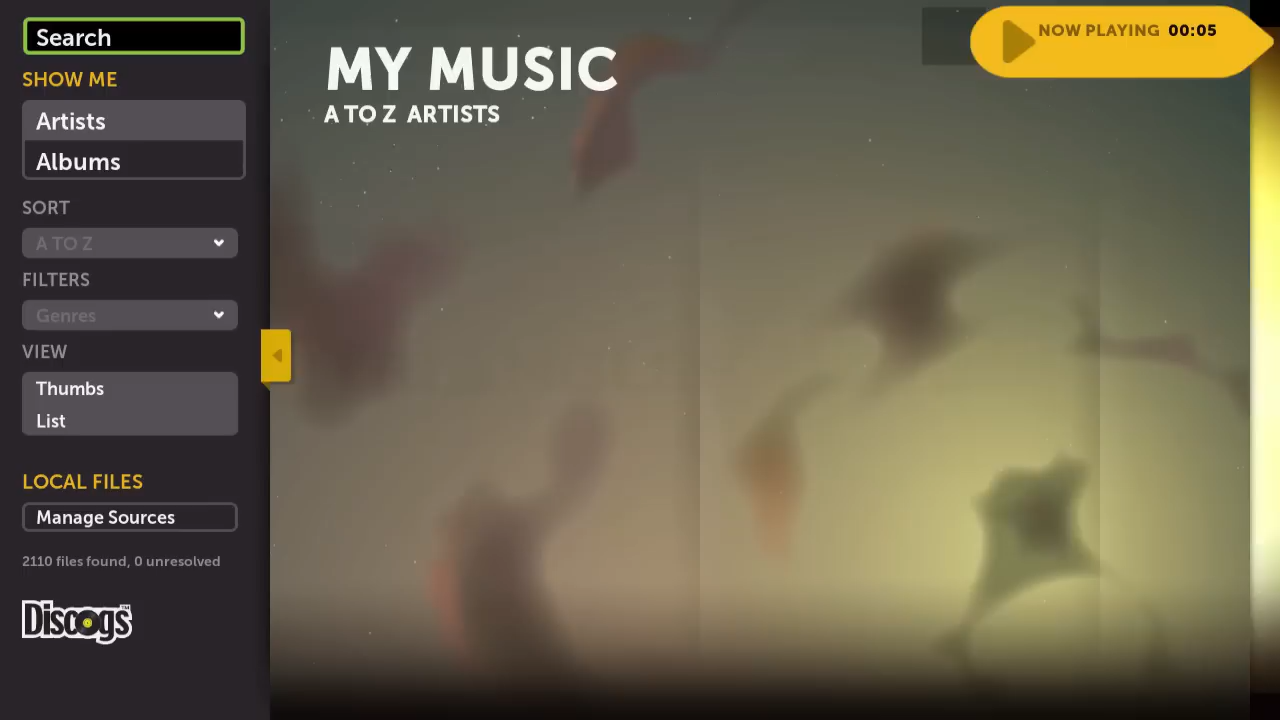 Search
SHOW ME
Artists
Albums
SORT
A TO Z
FILTERS
Genres
VIEW
Thumbs
List
LOCAL FILES
Manage Sources
2110 files found, 0 unresolved
Discogs
MY MUSIC
A TO Z ARTISTS
NOW PLAYING 00:05